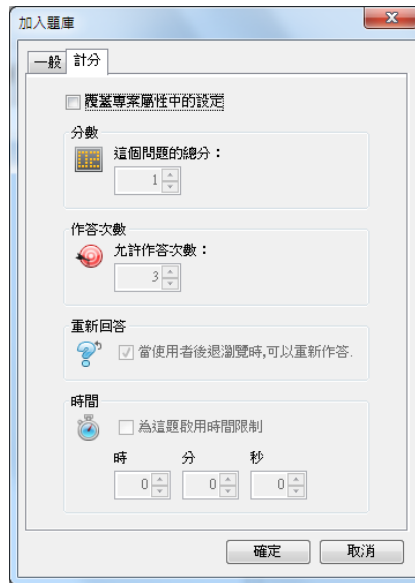 加入題庫
一般 計分
覆蓋專案屬性中的設定
分數
這個問題的總分：
1
作答次數
允許作答次數：
3
重新回答
當使用者後退瀏覽時,可以重新作答.
時間
為這題啟用時間限制
時 分 秒
0 0 0
確定 取消